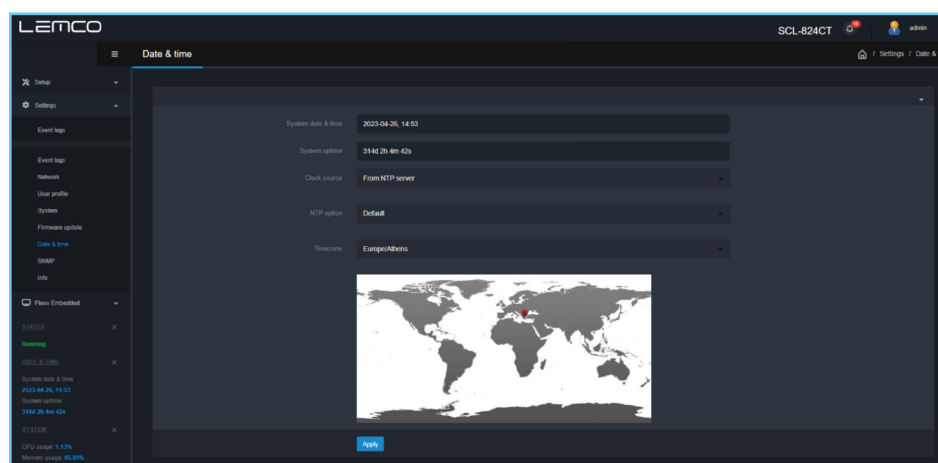 LEMCO
SCL-824CT
admin
Date & time
/ Settings / Date &
Setup
Settings
Event logs
Event logs
Network
User profile
System
Firmware update
Date & time
SNMP
Info
Flexx Embedded
STATUS
Running
DATE & TIME
System date & time
2023-04-26, 14:53
System uptime
314d 2h 4m 42s
SYSTEM
CPU usage: 1.13%
Memory usage: 95.89%
System date & time 2023-04-26, 14:53
System uptime 314d 2h 4m 42s
Clock source From NTP server
NTP option Default
Timezone Europe/Athens
Apply